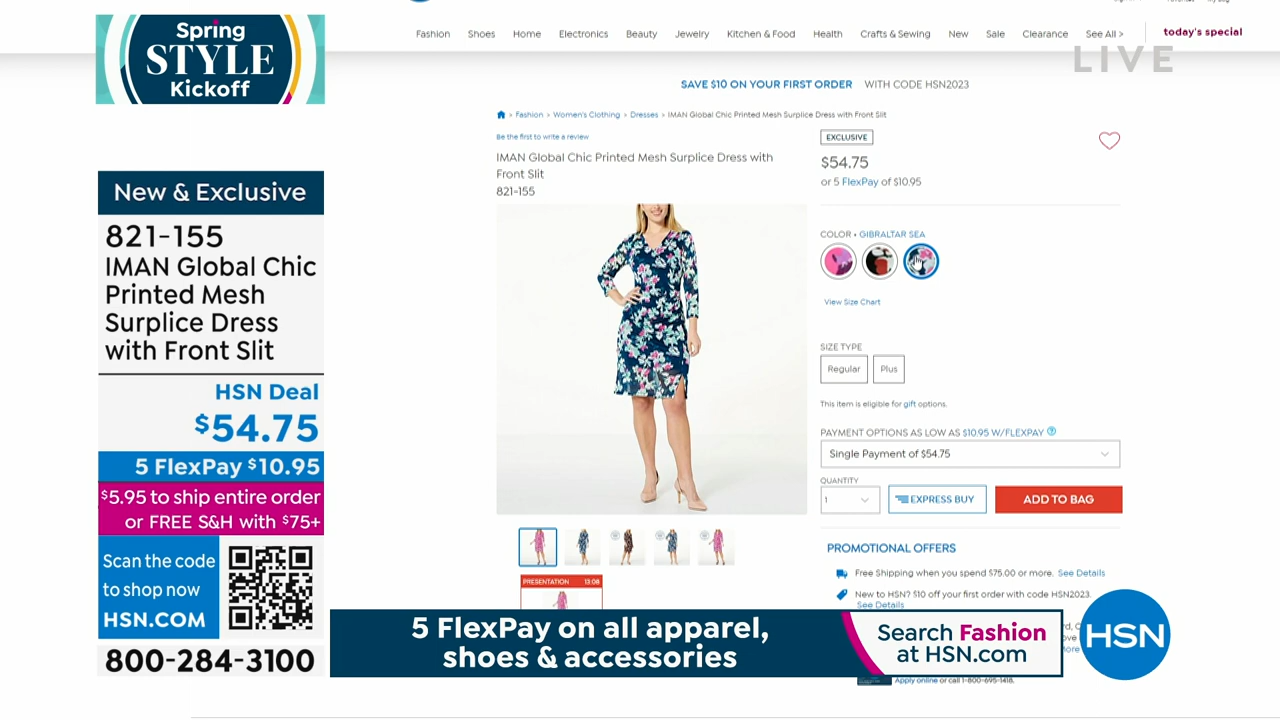 Spring
STYLE
Kickoff
Fashion Shoes Home Electronics Beauty Jewelry Kitchen & Food Health Crafts & Sewing New Sale Clearance See All > today's special
LIVE
SAVE $10 ON YOUR FIRST ORDER WITH CODE HSN2023
> Fashion > Women's Clothing > Dresses > IMAN Global Chic Printed Mesh Surplice Dress with Front Slit
Be the first to write a review
IMAN Global Chic Printed Mesh Surplice Dress with
Front Slit
821-155
EXCLUSIVE
$54.75
or 5 FlexPay of $10.95
COLOR • GIBRALTAR SEA
View Size Chart
SIZE TYPE
Regular Plus
This item is eligible for gift options.
PAYMENT OPTIONS AS LOW AS $10.95 W/FLEXPAY ?
Single Payment of $54.75
QUANTITY
1 EXPRESS BUY ADD TO BAG
PROMOTIONAL OFFERS
Free Shipping when you spend $75.00 or more. See Details
New to HSN? $10 off your first order with code HSN2023.
See Details
Apply online or call 1-800-695-1418.
PRESENTATION 13:08
New & Exclusive
821-155
IMAN Global Chic
Printed Mesh
Surplice Dress
with Front Slit
HSN Deal
$54.75
5 FlexPay $10.95
$5.95 to ship entire order
or FREE S&H with $75+
Scan the code
to shop now
HSN.COM
800-284-3100
5 FlexPay on all apparel,
shoes & accessories
Search Fashion
at HSN.com
HSN